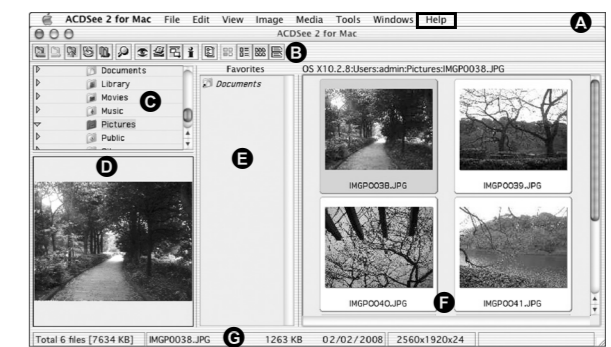 ACDSee 2 for Mac File Edit View Image Media Tools Windows Help A
ACDSee 2 for Mac
B
Documents
Library
Movies
Music
Pictures
Public
C
Favorites
Documents
E
OS X10.2.8:Users:admin:Pictures:IMGP0038.JPG
IMGP0038.JPG
IMGP0039.JPG
IMGP0040.JPG
IMGP0041.JPG
F
D
Total 6 files [7634 KB] IMGP0038.JPG G 1263 KB 02/02/2008 2560x1920x24